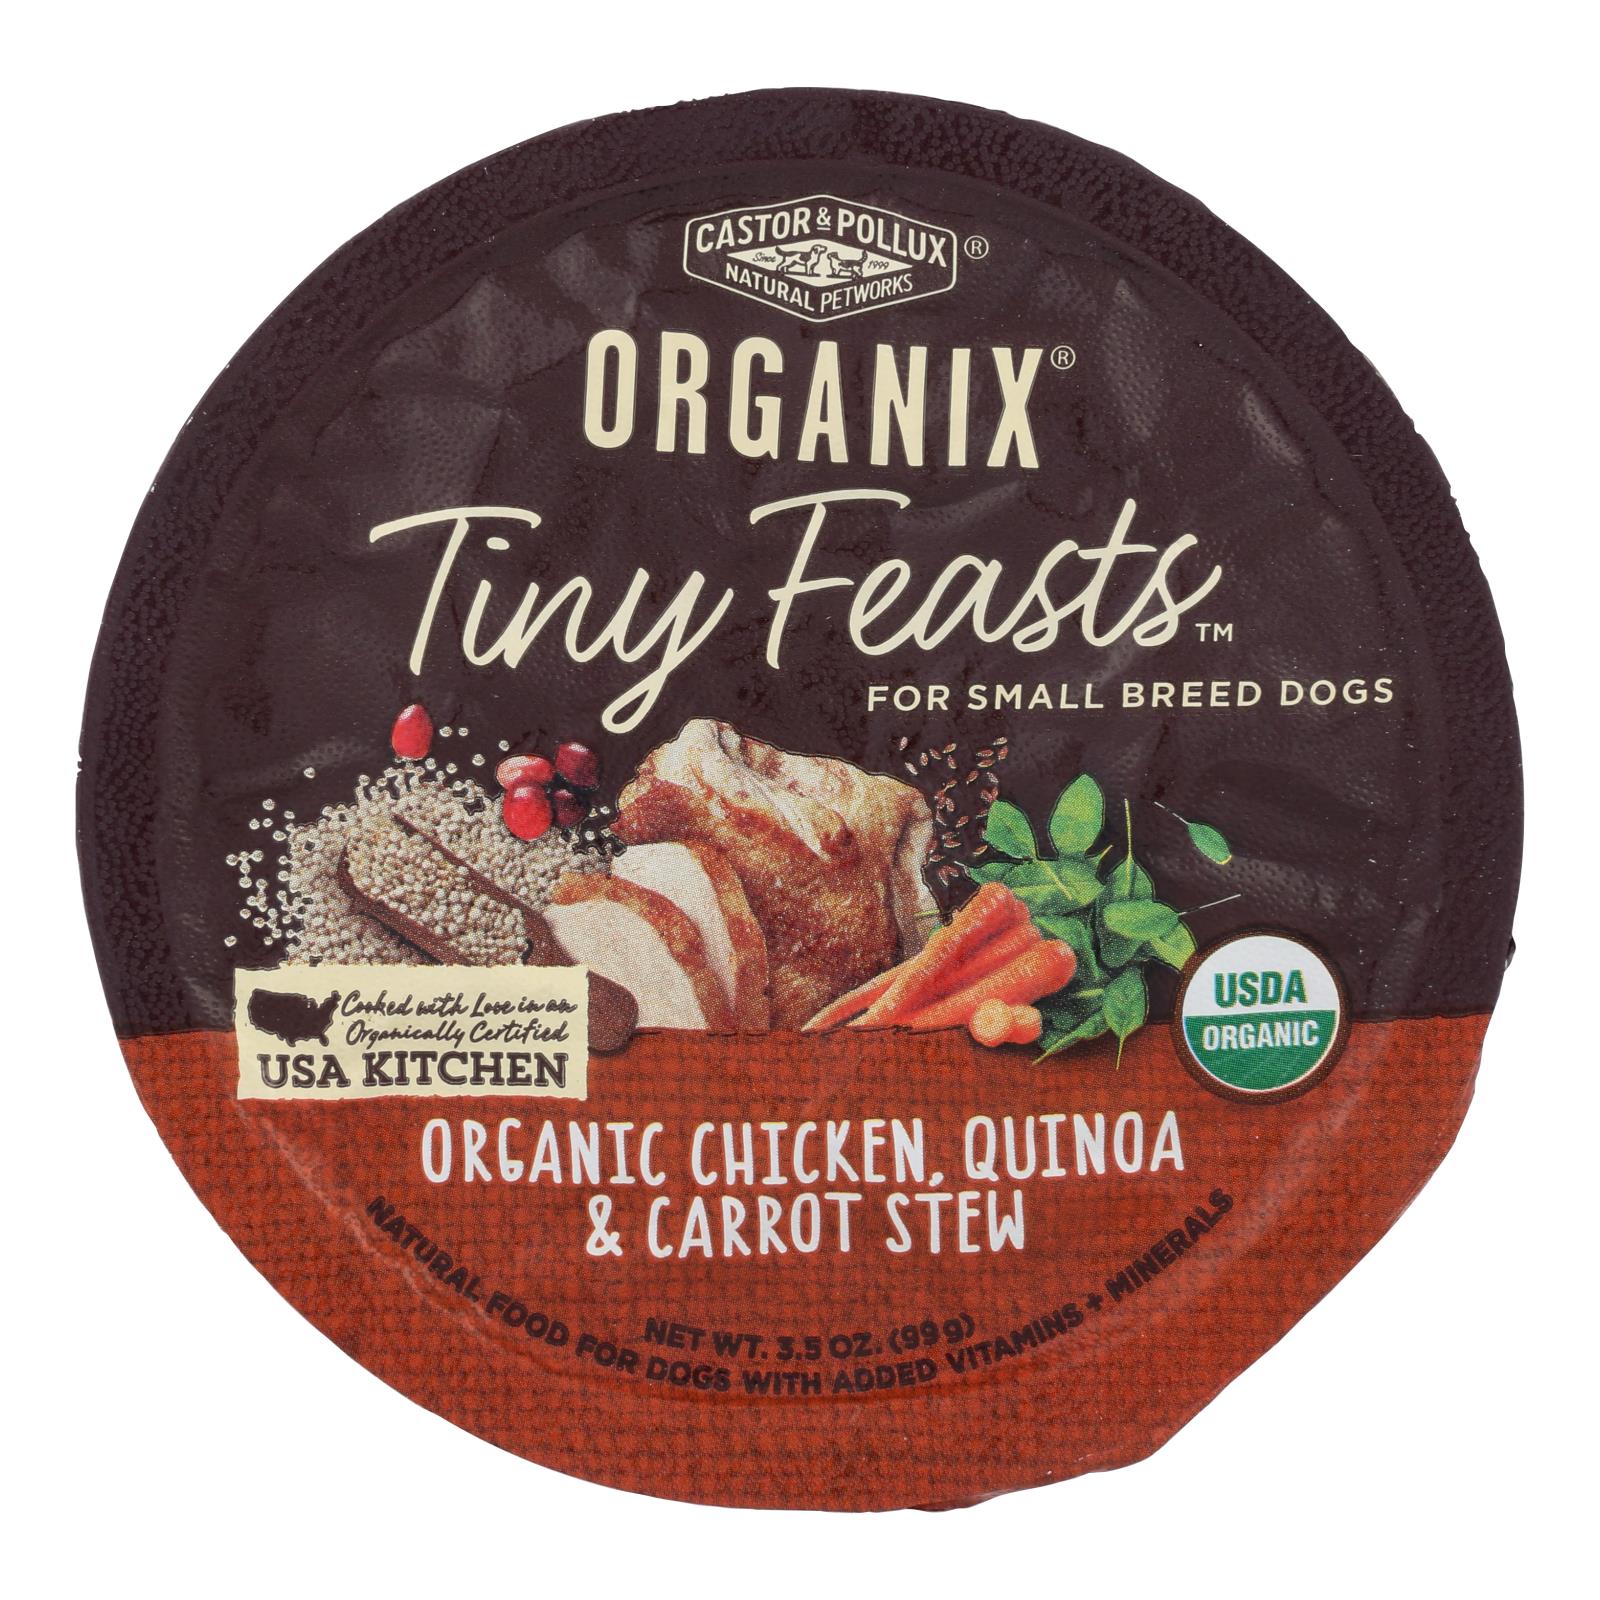 CASTOR & POLLUX ®
Since 1999
NATURAL PETWORKS
ORGANIX®
Tiny Feasts™
FOR SMALL BREED DOGS
Cooked with Love in an
Organically Certified
USA KITCHEN
USDA
ORGANIC
ORGANIC CHICKEN, QUINOA
& CARROT STEW
NET WT. 3.5 OZ. (99 g)
NATURAL FOOD FOR DOGS WITH ADDED VITAMINS + MINERALS